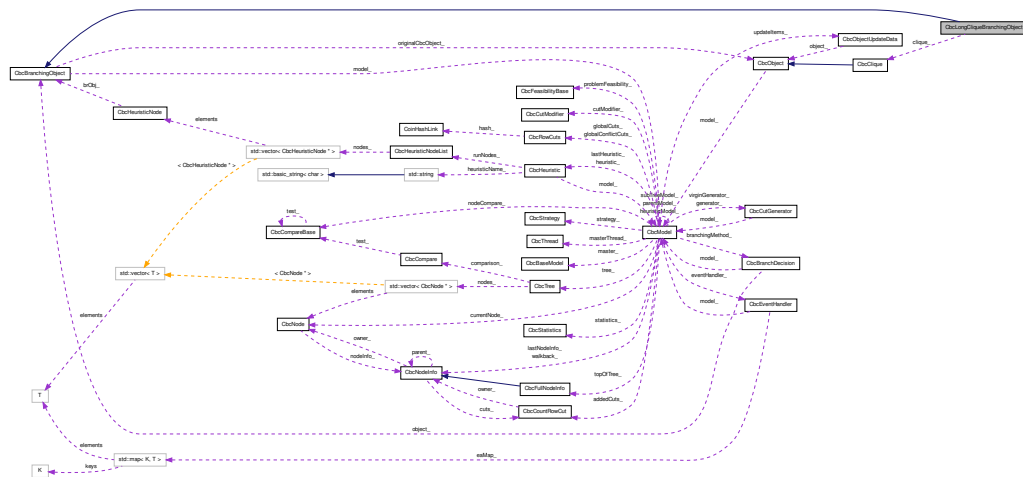 CbcLongCliqueBranchingObject
updateItems_
CbcObjectUpdateData
clique_
originalCbcObject_
object_
CbcObject
CbcClique
CbcBranchingObject
model_
problemFeasibility_
CbcFeasibilityBase
brObj_
CbcHeuristicNode
cutModifier_
CbcCutModifier
model_
elements
CoinHashLink
hash_
CbcRowCuts
globalCuts_
globalConflictCuts_
std::vector< CbcHeuristicNode * >
nodes_
CbcHeuristicNodeList
runNodes_
lastHeuristic_
heuristic_
CbcHeuristic
< CbcHeuristicNode * >
std::basic_string< char >
std::string
heuristicName_
model_
virginGenerator_
generator_
CbcCutGenerator
nodeCompare_
test_
CbcStrategy
strategy_
CbcModel
model_
CbcCompareBase
test_
CbcThread
masterThread_
branchingMethod_
CbcCompare
comparison_
CbcBaseModel
master_
model_
CbcBranchDecision
std::vector< T >
< CbcNode * >
std::vector< CbcNode * >
nodes_
CbcTree
tree_
eventHandler_
elements
model_
CbcEventHandler
elements
currentNode_
CbcNode
CbcStatistics
statistics_
owner_
nodeInfo_
parent_
lastNodeInfo_
walkback_
CbcNodeInfo
topOfTree_
CbcFullNodeInfo
T
owner_
addedCuts_
cuts_
CbcCountRowCut
object_
elements
std::map< K, T >
eaMap_
K
keys